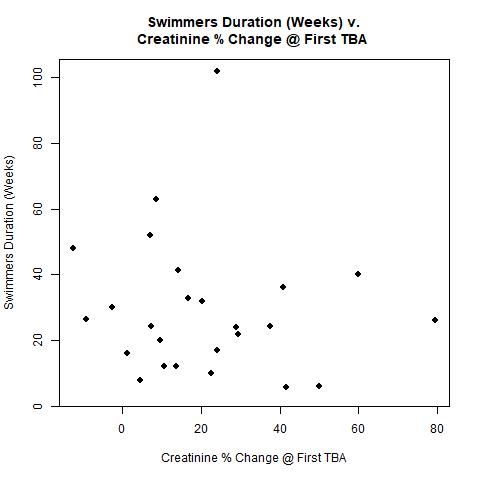 Swimmers Duration (Weeks) v.
Creatinine % Change @ First TBA
Swimmers Duration (Weeks)
100
80
60
40
20
0
0 20 40 60 80
Creatinine % Change @ First TBA